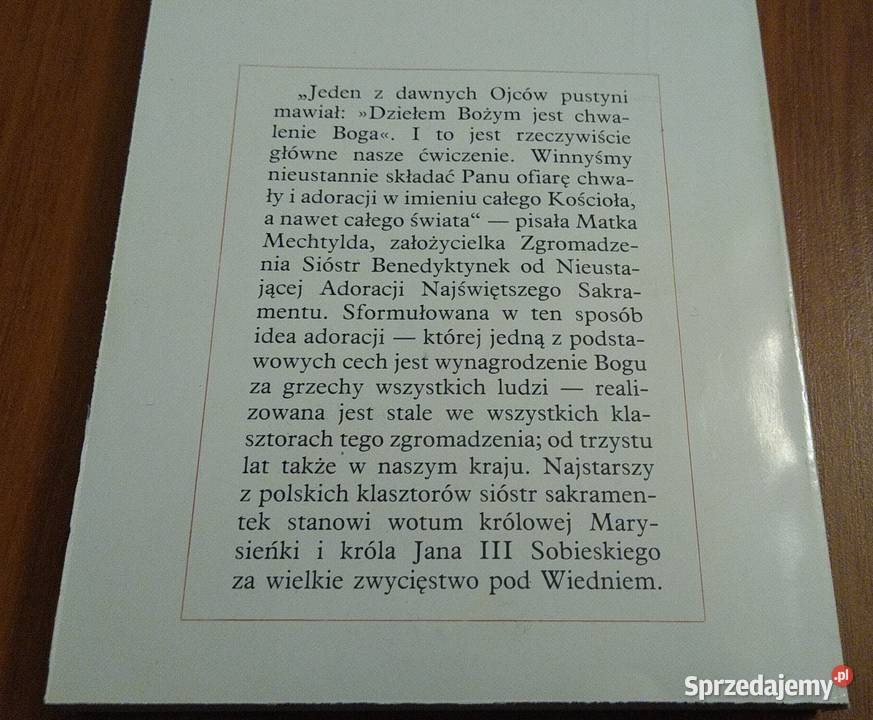 „Jeden z dawnych Ojców pustyni
mawiał: »Dziełem Bożym jest chwa-
lenie Boga«. I to jest rzeczywiście
główne nasze ćwiczenie. Winnyśmy
nieustannie składać Panu ofiarę chwa-
ły i adoracji w imieniu całego Kościoła,
a nawet całego świata“ — pisała Matka
Mechtylda, założycielka Zgromadze-
nia Sióstr Benedyktynek od Nieusta-
jącej Adoracji Najświętszego Sakra-
mentu. Sformułowana w ten sposób
idea adoracji — której jedną z podsta-
wowych cech jest wynagrodzenie Bogu
za grzechy wszystkich ludzi — reali-
zowana jest stale we wszystkich kla-
sztorach tego zgromadzenia; od trzystu
lat także w naszym kraju. Najstarszy
z polskich klasztorów sióstr sakramen-
tek stanowi wotum królowej Mary-
sieńki i króla Jana III Sobieskiego
za wielkie zwycięstwo pod Wiedniem.
Sprzedajemy.pl